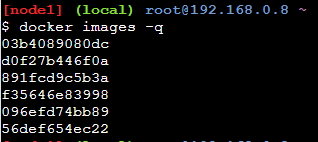 [node1] (local) root@192.168.0.8 ~
$ docker images -q
03b4089080dc
d0f27b446f0a
891fcd9c5b3a
f35646e83998
096efd74bb89
56def654ec22